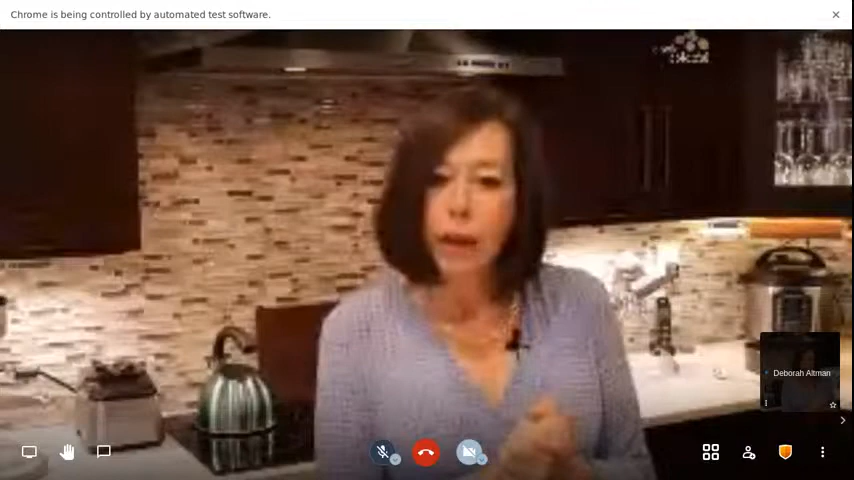 Chrome is being controlled by automated test software.
Deborah Altman